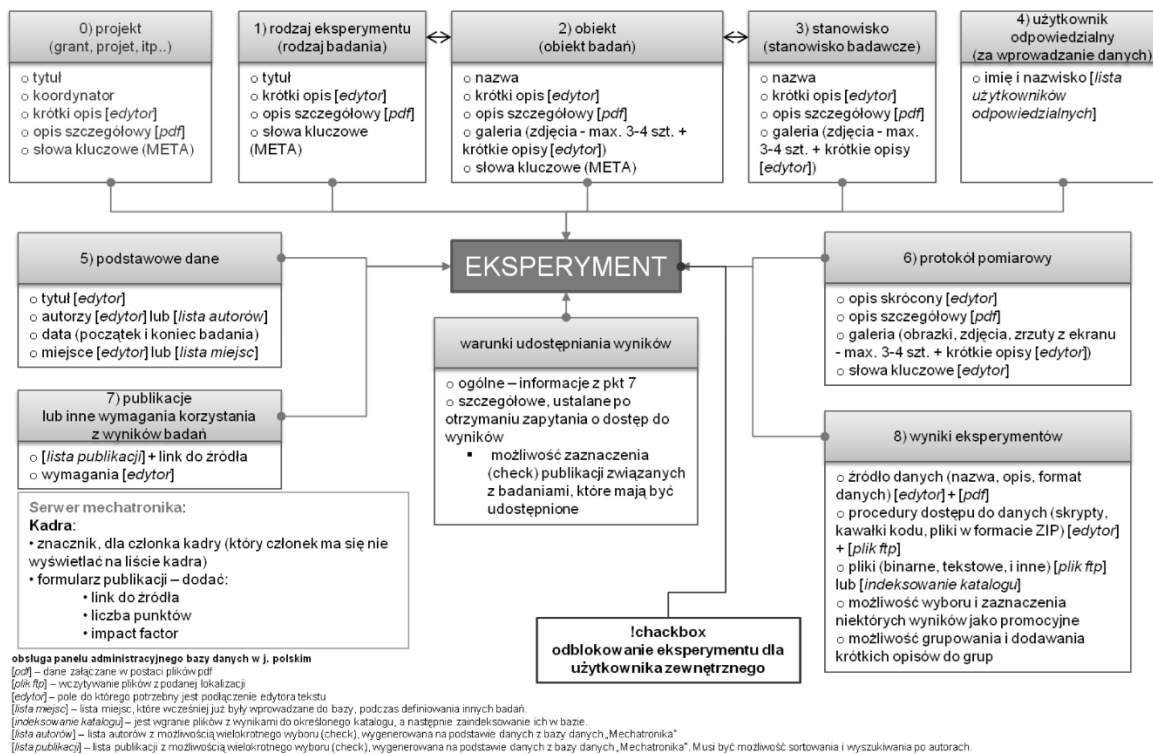 0) projekt
(grant, projet, itp..)
○ tytuł
○ koordynator
○ krótki opis [edytor]
○ opis szczegółowy [pdf]
○ słowa kluczowe (META)
1) rodzaj eksperymentu
(rodzaj badania)
○ tytuł
○ krótki opis [edytor]
○ opis szczegółowy [pdf]
○ słowa kluczowe
(META)
2) obiekt
(obiekt badań)
○ nazwa
○ krótki opis [edytor]
○ opis szczegółowy [pdf]
○ galeria (zdjęcia - max. 3-4 szt. +
krótkie opisy [edytor])
○ słowa kluczowe (META)
3) stanowisko
(stanowisko badawcze)
○ nazwa
○ krótki opis [edytor]
○ opis szczegółowy [pdf]
○ galeria (zdjęcia - max.
3-4 szt. + krótkie opisy
[edytor])
4) użytkownik
odpowiedzialny
(za wprowadzanie danych)
○ imię i nazwisko [lista
użytkowników
odpowiedzialnych]
5) podstawowe dane
○ tytuł [edytor]
○ autorzy [edytor] lub [lista autorów]
○ data (początek i koniec badania)
○ miejsce [edytor] lub [lista miejsc]
EKSPERYMENT
6) protokół pomiarowy
○ opis skrócony [edytor]
○ opis szczegółowy [pdf]
○ galeria (obrazki, zdjęcia, zrzuty z ekranu
- max. 3-4 szt. + krótkie opisy [edytor])
○ słowa kluczowe [edytor]
warunki udostępniania wyników
○ ogólne – informacje z pkt 7
○ szczegółowe, ustalane po
otrzymaniu zapytania o dostęp do
wyników
▪ możliwość zaznaczenia
(check) publikacji związanych
z badaniami, które mają być
udostępnione
7) publikacje
lub inne wymagania korzystania
z wyników badań
○ [lista publikacji] + link do źródła
○ wymagania [edytor]
8) wyniki eksperymentów
○ źródło danych (nazwa, opis, format
danych) [edytor] + [pdf]
○ procedury dostępu do danych (skrypty,
kawałki kodu, pliki w formacie ZIP) [edytor]
+ [plik ftp]
○ pliki (binarne, tekstowe, i inne) [plik ftp]
lub [indeksowanie katalogu]
○ możliwość wyboru i zaznaczenia
niektórych wyników jako promocyjne
○ możliwość grupowania i dodawania
krótkich opisów do grup
Serwer mechatronika:
Kadra:
• znacznik, dla członka kadry (który członek ma się nie
wyświetlać na liście kadra)
• formularz publikacji – dodać:
• link do źródła
• liczba punktów
• impact factor
!chackbox
odblokowanie eksperymentu dla
użytkownika zewnętrznego
obsługa panelu administracyjnego bazy danych w j. polskim
[pdf] – dane załączane w postaci plików pdf
[plik ftp] – wczytywanie plików z podanej lokalizacji
[edytor] – pole do którego potrzebny jest podłączenie edytora tekstu
[lista miejsc] – lista miejsc, które wcześniej już były wprowadzane do bazy, podczas definiowania innych badań.
[indeksowanie katalogu] – jest wgranie plików z wynikami do określonego katalogu, a następnie zaindeksowanie ich w bazie.
[lista autorów] – lista autorów z możliwością wielokrotnego wyboru (check), wygenerowana na podstawie danych z bazy danych „Mechatronika"
[lista publikacji] – lista publikacji z możliwością wielokrotnego wyboru (check), wygenerowana na podstawie danych z bazy danych „Mechatronika". Musi być możliwość sortowania i wyszukiwania po autorach.